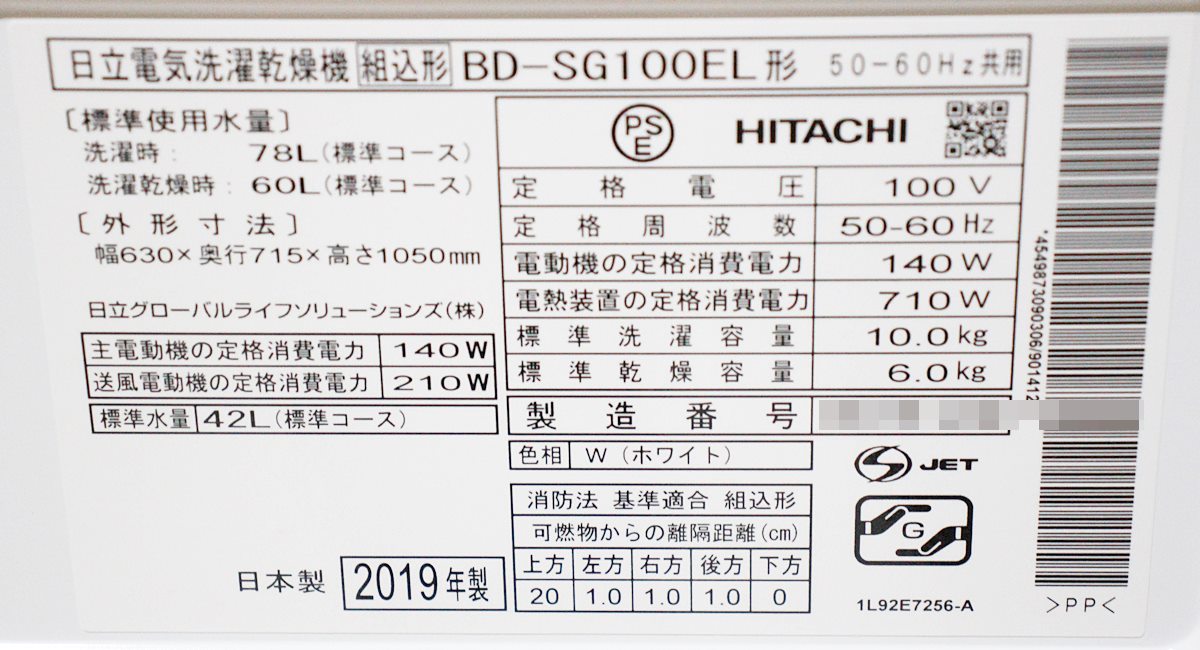 日立電気洗濯乾燥機 組込形 BD-SG100EL形 50-60Hz共用
〔標準使用水量〕
洗濯時: 78L(標準コース)
洗濯乾燥時: 60L(標準コース)
〔外形寸法〕
幅630×奥行715×高さ1050mm
日立グローバルライフソリューションズ(株)
主電動機の定格消費電力 140W
送風電動機の定格消費電力 210W
標準水量 42L(標準コース)
日本製 2019年製
PSE HITACHI
定格電圧 100V
定格周波数 50-60Hz
電動機の定格消費電力 140W
電熱装置の定格消費電力 710W
標準洗濯容量 10.0kg
標準乾燥容量 6.0kg
製造番号
色相 W(ホワイト)
消防法 基準適合 組込形
可燃物からの離隔距離(cm)
上方 左方 右方 後方 下方
20 1.0 1.0 1.0 0
JET
G
1L92E7256-A
>PP<
*4549873090306/901412